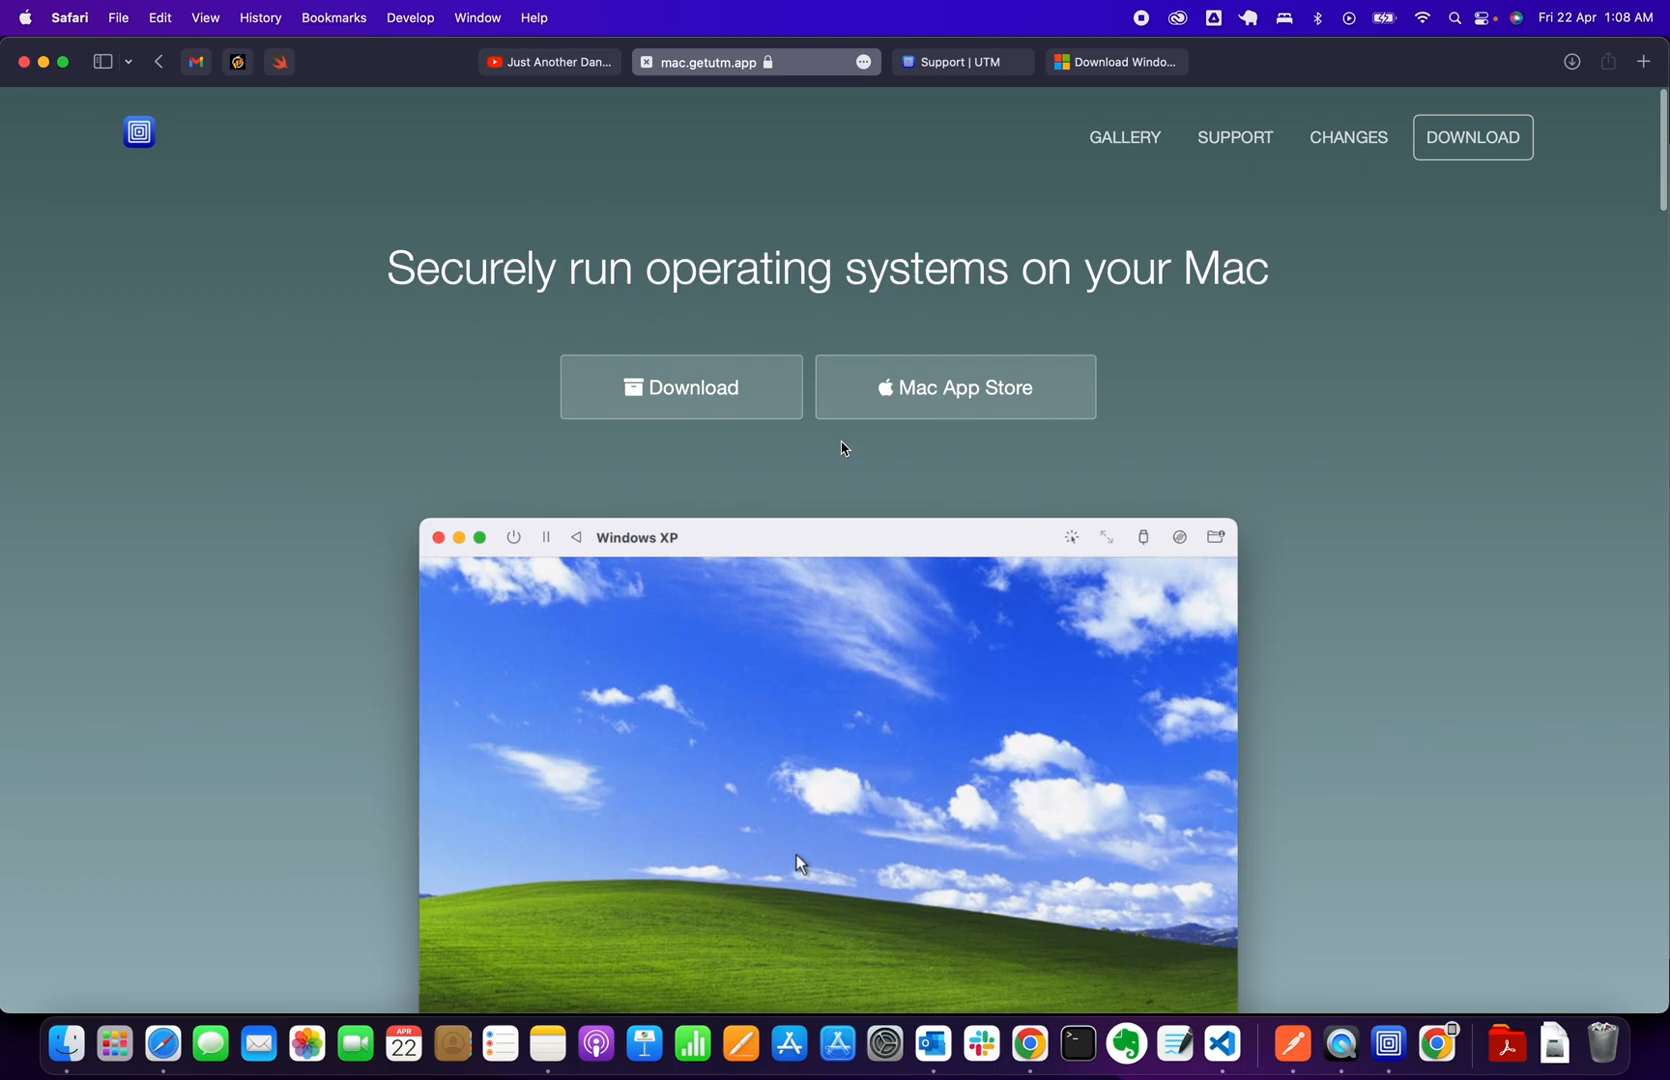 Safari File Edit View History Bookmarks Develop Window Help Fri 22 Apr 1:08 AM
Just Another Dan... mac.getutm.app Support | UTM Download Windo...
GALLERY SUPPORT CHANGES DOWNLOAD
Securely run operating systems on your Mac
Download Mac App Store
Windows XP
APR
22